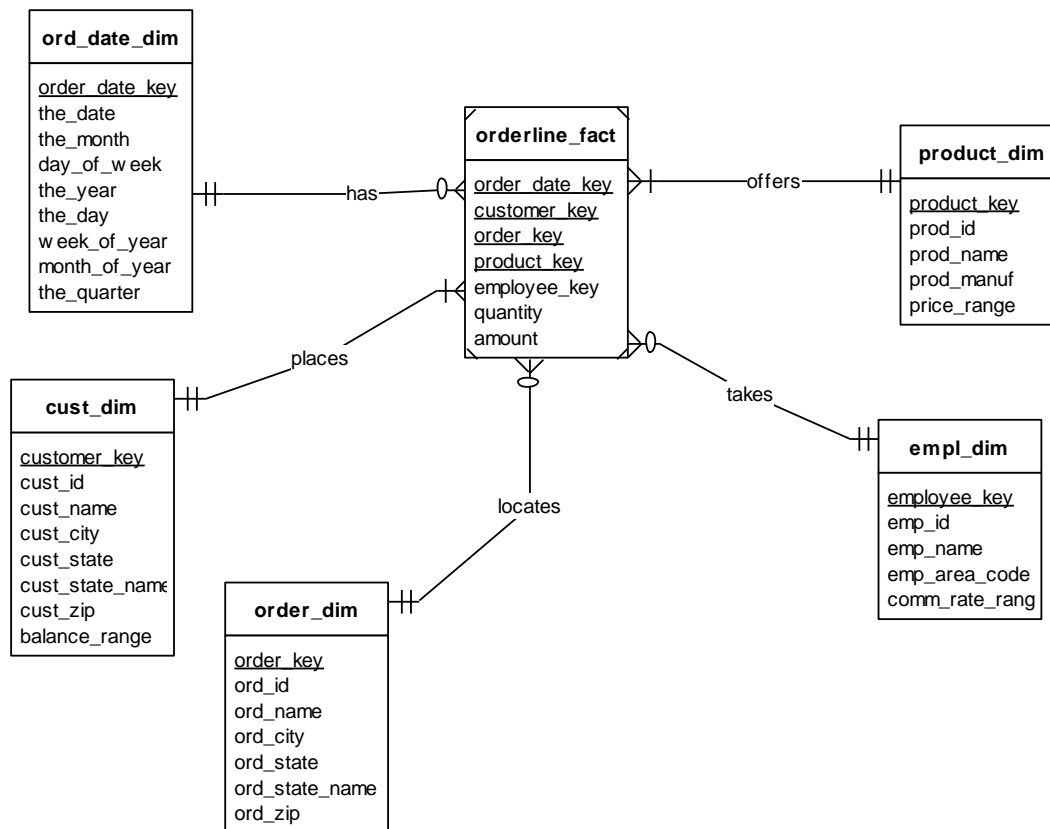 ord_date_dim
order_date_key
the_date
the_month
day_of_week
the_year
the_day
week_of_year
month_of_year
the_quarter
has
orderline_fact
order_date_key
customer_key
order_key
product_key
employee_key
quantity
amount
offers
product_dim
product_key
prod_id
prod_name
prod_manuf
price_range
places
cust_dim
customer_key
cust_id
cust_name
cust_city
cust_state
cust_state_name
cust_zip
balance_range
takes
empl_dim
employee_key
emp_id
emp_name
emp_area_code
comm_rate_rang
locates
order_dim
order_key
ord_id
ord_name
ord_city
ord_state
ord_state_name
ord_zip